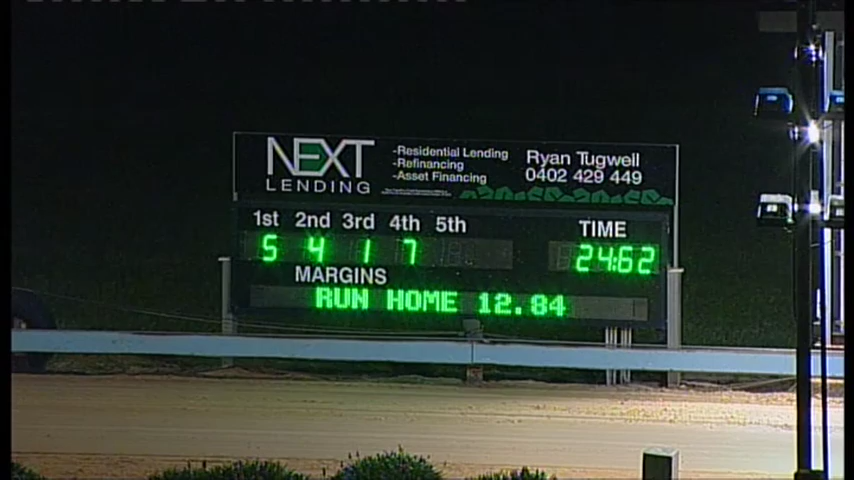 NEXT
LENDING
-Residential Lending
-Refinancing
-Asset Financing
Ryan Tugwell
0402 429 449
1st 2nd 3rd 4th 5th
5 4 1 7
TIME
24:62
MARGINS
RUN HOME 12.84